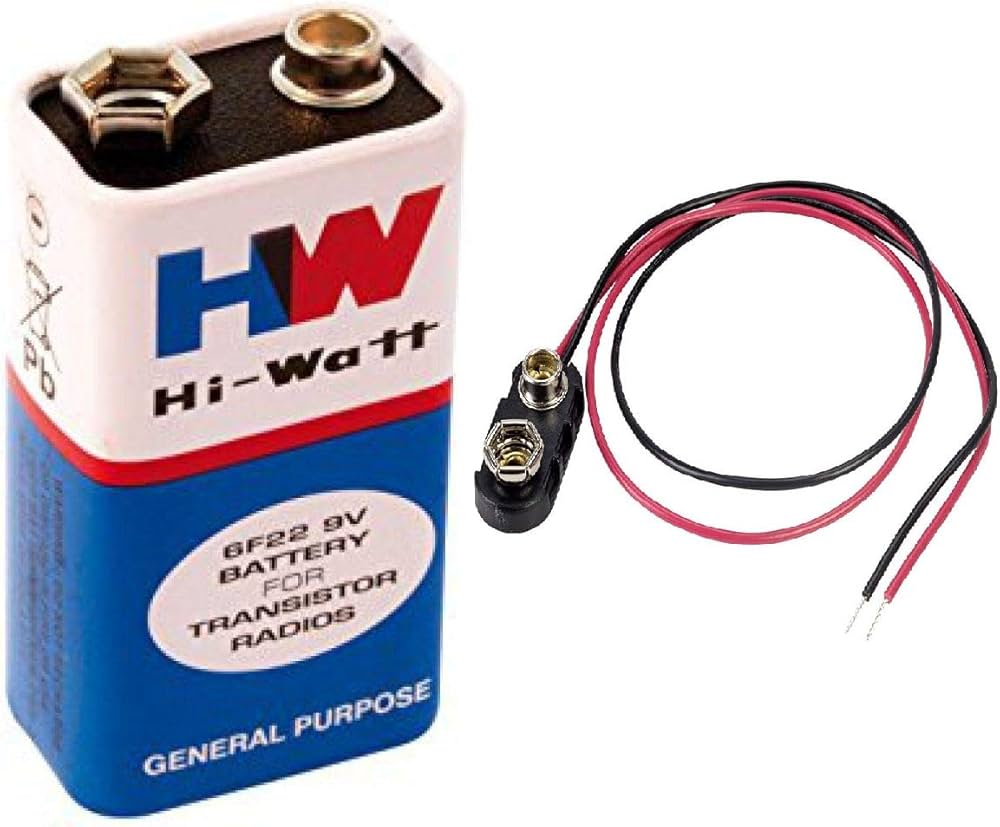 HW
Hi-Watt
Pb
6F22 9V
BATTERY
FOR
TRANSISTOR
RADIOS
GENERAL PURPOSE